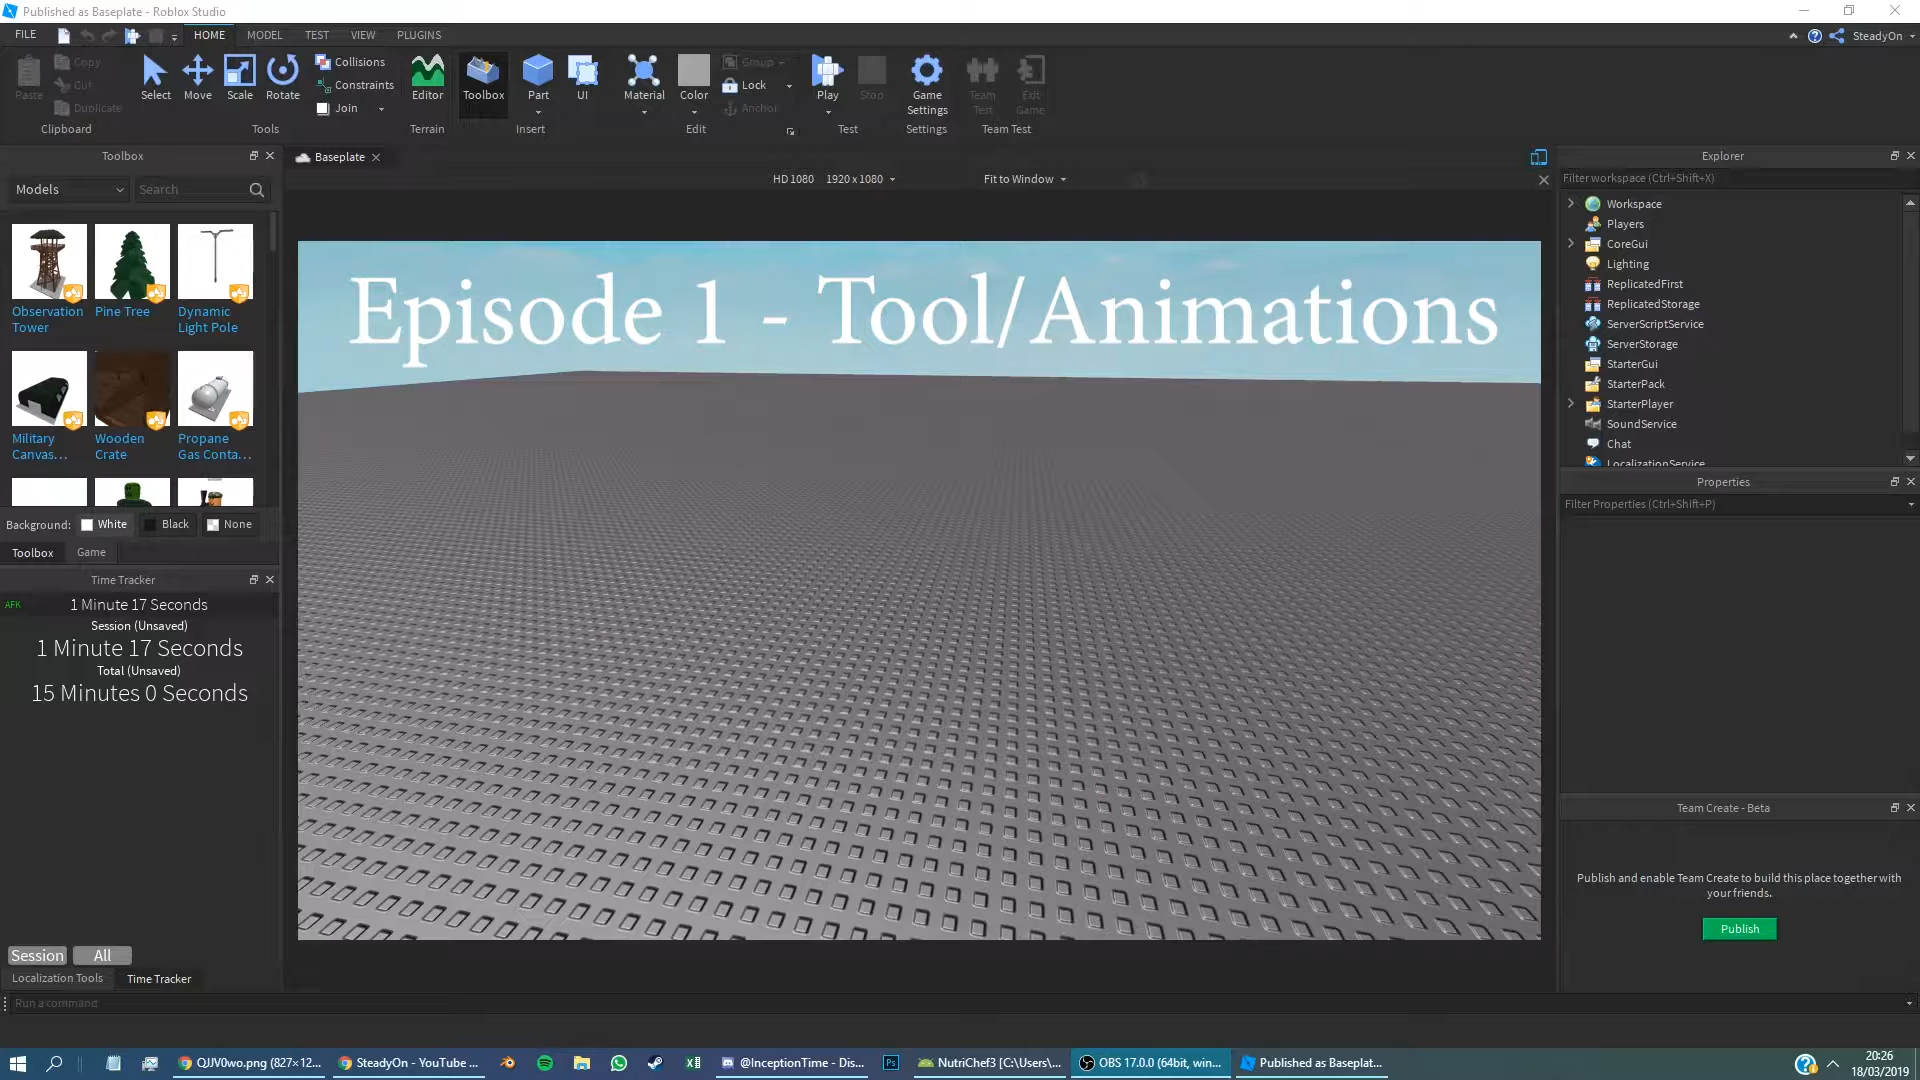 Published as Baseplate - Roblox Studio
FILE
HOME
MODEL
TEST
VIEW
PLUGINS
SteadyOn
Paste
Copy
Cut
Duplicate
Clipboard
Select
Move
Scale
Rotate
Collisions
Constraints
Join
Tools
Editor
Terrain
Toolbox
Part
UI
Insert
Material
Color
Group
Lock
Anchor
Edit
Play
Stop
Test
Game
Settings
Settings
Team
Test
Exit
Game
Team Test
Toolbox
Models
Search
Observation
Tower
Pine Tree
Dynamic
Light Pole
Military
Canvas...
Wooden
Crate
Propane
Gas Conta...
Background:
White
Black
None
Toolbox
Game
Time Tracker
AFK
1 Minute 17 Seconds
Session (Unsaved)
1 Minute 17 Seconds
Total (Unsaved)
15 Minutes 0 Seconds
Session
All
Localization Tools
Time Tracker
Run a command
Baseplate
HD 1080
1920 x 1080
Fit to Window
Episode 1 - Tool/Animations
Explorer
Filter workspace (Ctrl+Shift+X)
Workspace
Players
CoreGui
Lighting
ReplicatedFirst
ReplicatedStorage
ServerScriptService
ServerStorage
StarterGui
StarterPack
StarterPlayer
SoundService
Chat
LocalizationService
Properties
Filter Properties (Ctrl+Shift+P)
Team Create - Beta
Publish and enable Team Create to build this place together with
your friends.
Publish
QJJV0wo.png (827×12...
SteadyOn - YouTube ...
Ps
@InceptionTime - Dis...
NutriChef3 [C:\Users\...
OBS 17.0.0 (64bit, win...
Published as Baseplat...
20:26
18/03/2019